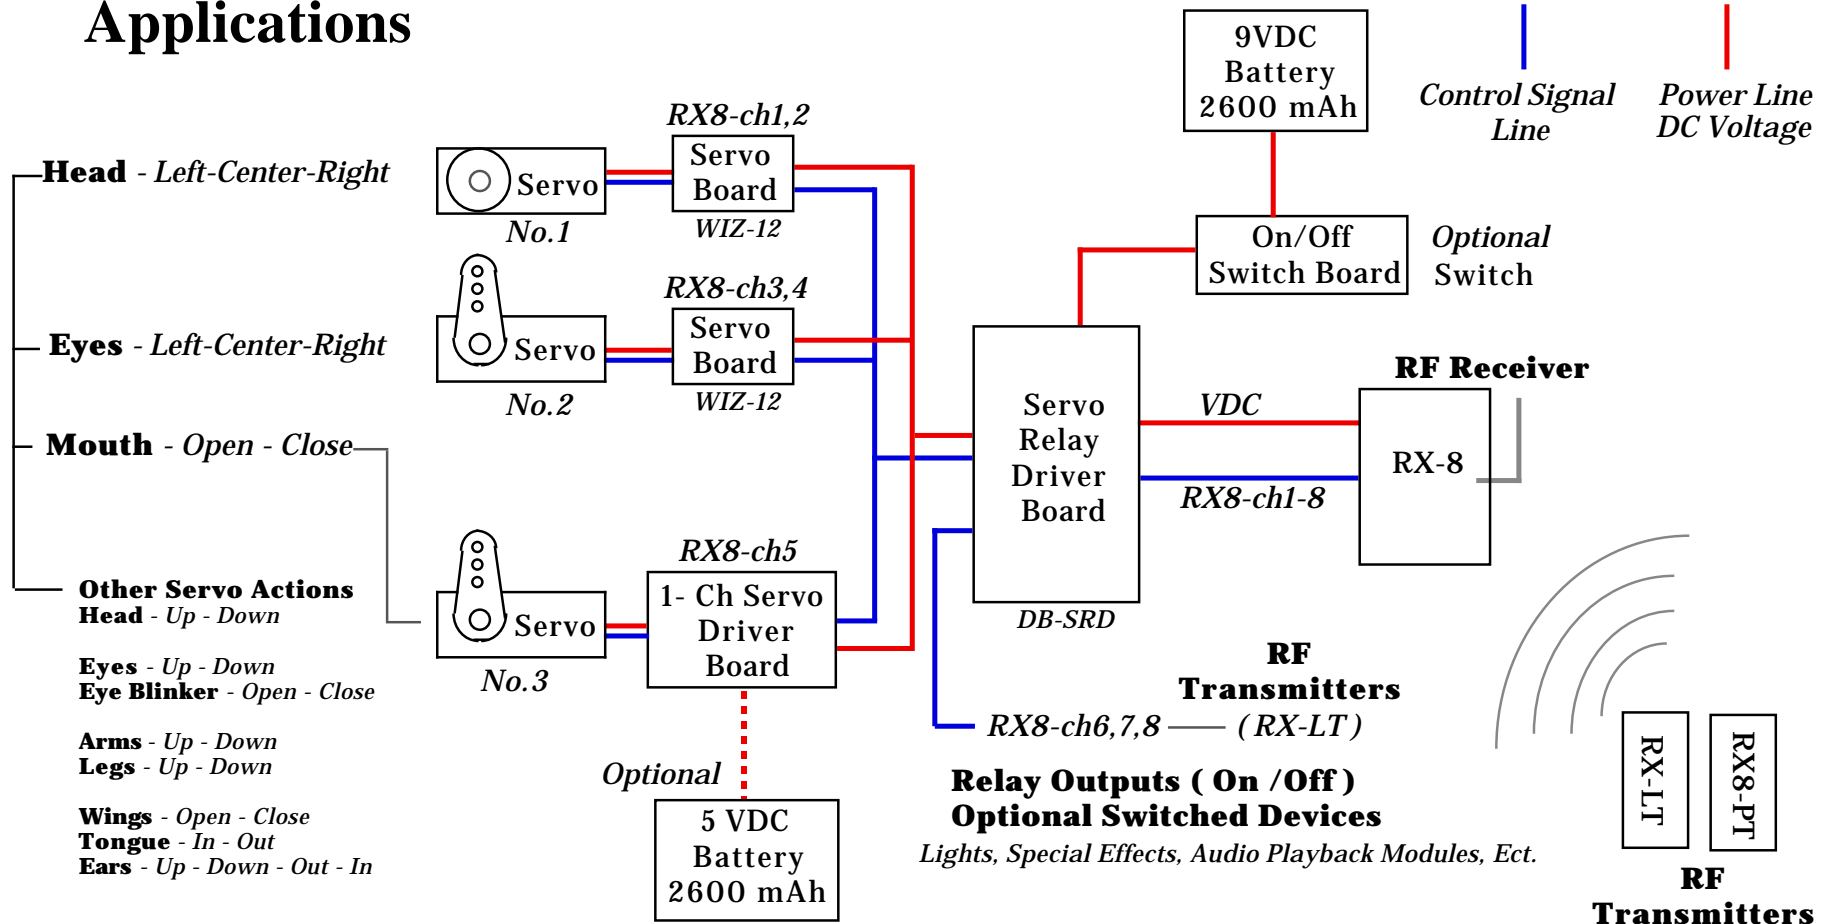 Applications
9VDC
Battery
2600 mAh
Control Signal
Line
Power Line
DC Voltage
Head - Left-Center-Right
Servo
No.1
RX8-ch1,2
Servo
Board
WIZ-12
On/Off
Switch Board
Optional
Switch
Eyes - Left-Center-Right
Servo
No.2
RX8-ch3,4
Servo
Board
WIZ-12
Mouth - Open - Close
Servo
Relay
Driver
Board
DB-SRD
VDC
RX8-ch1-8
RF Receiver
RX-8
Servo
No.3
RX8-ch5
1- Ch Servo
Driver
Board
Other Servo Actions
Head - Up - Down
Eyes - Up - Down
Eye Blinker - Open - Close
Arms - Up - Down
Legs - Up - Down
Wings - Open - Close
Tongue - In - Out
Ears - Up - Down - Out - In
Optional
5 VDC
Battery
2600 mAh
RF
Transmitters
RX8-ch6,7,8 ( RX-LT )
Relay Outputs ( On /Off )
Optional Switched Devices
Lights, Special Effects, Audio Playback Modules, Ect.
RX-LT
RX8-PT
RF
Transmitters